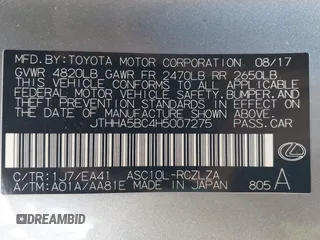 MFD.BY:TOYOTA MOTOR CORPORATION 08/17
GVWR 4820LB GAWR FR 2470LB RR 2650LB
THIS VEHICLE CONFORMS TO ALL APPLICABLE
FEDERAL MOTOR VEHICLE SAFETY, BUMPER,
AND THEFT PREVENTION STANDARDS IN EFFECT
ON THE DATE OF MANUFACTURE SHOWN ABOVE.
JTHHA5BC4H5007275 PASS. CAR
C/TR:1J7/EA41 ASC10L-RCZLZA
A/TM:A01A/AA81E MADE IN JAPAN 805 A
DREAMBID